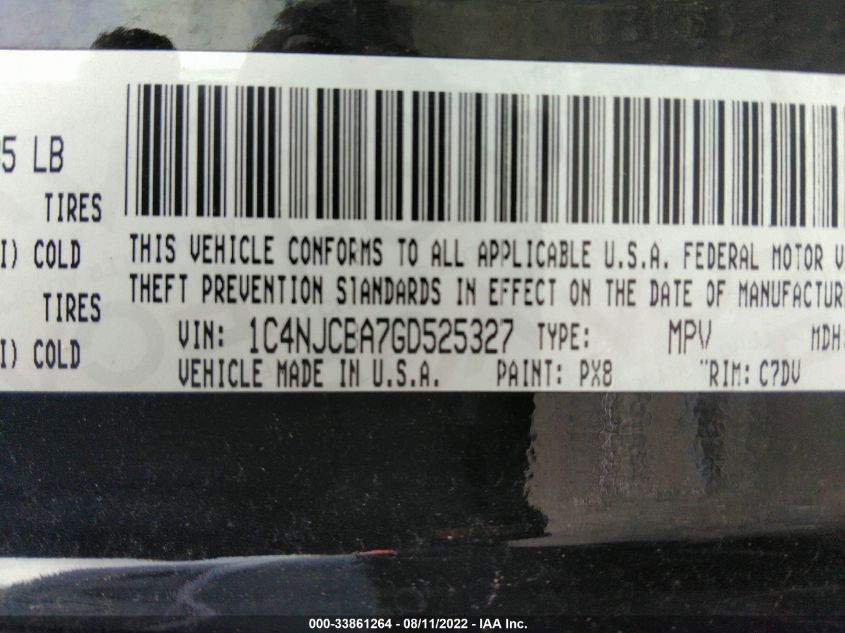 5 LB
TIRES
I) COLD
TIRES
I) COLD
THIS VEHICLE CONFORMS TO ALL APPLICABLE U.S.A. FEDERAL MOTOR V
THEFT PREVENTION STANDARDS IN EFFECT ON THE DATE OF MANUFACTUR
VIN: 1C4NJCBA7GD525327 TYPE: MPV MDH:
VEHICLE MADE IN U.S.A. PAINT: PX8 TRIM: C7DV
000-33861264 - 08/11/2022 - IAA Inc.